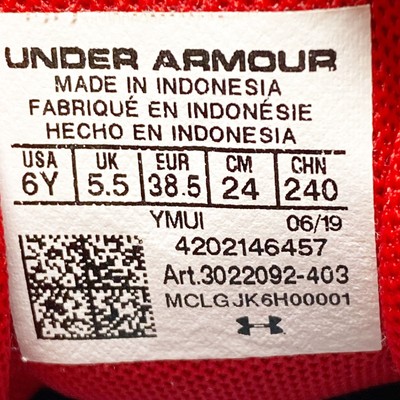 UNDER ARMOUR
MADE IN INDONESIA
FABRIQUÉ EN INDONÉSIE
HECHO EN INDONESIA
USA UK EUR CM CHN
6Y 5.5 38.5 24 240
YMUI 06/19
4202146457
Art.3022092-403
MCLGJK6H00001